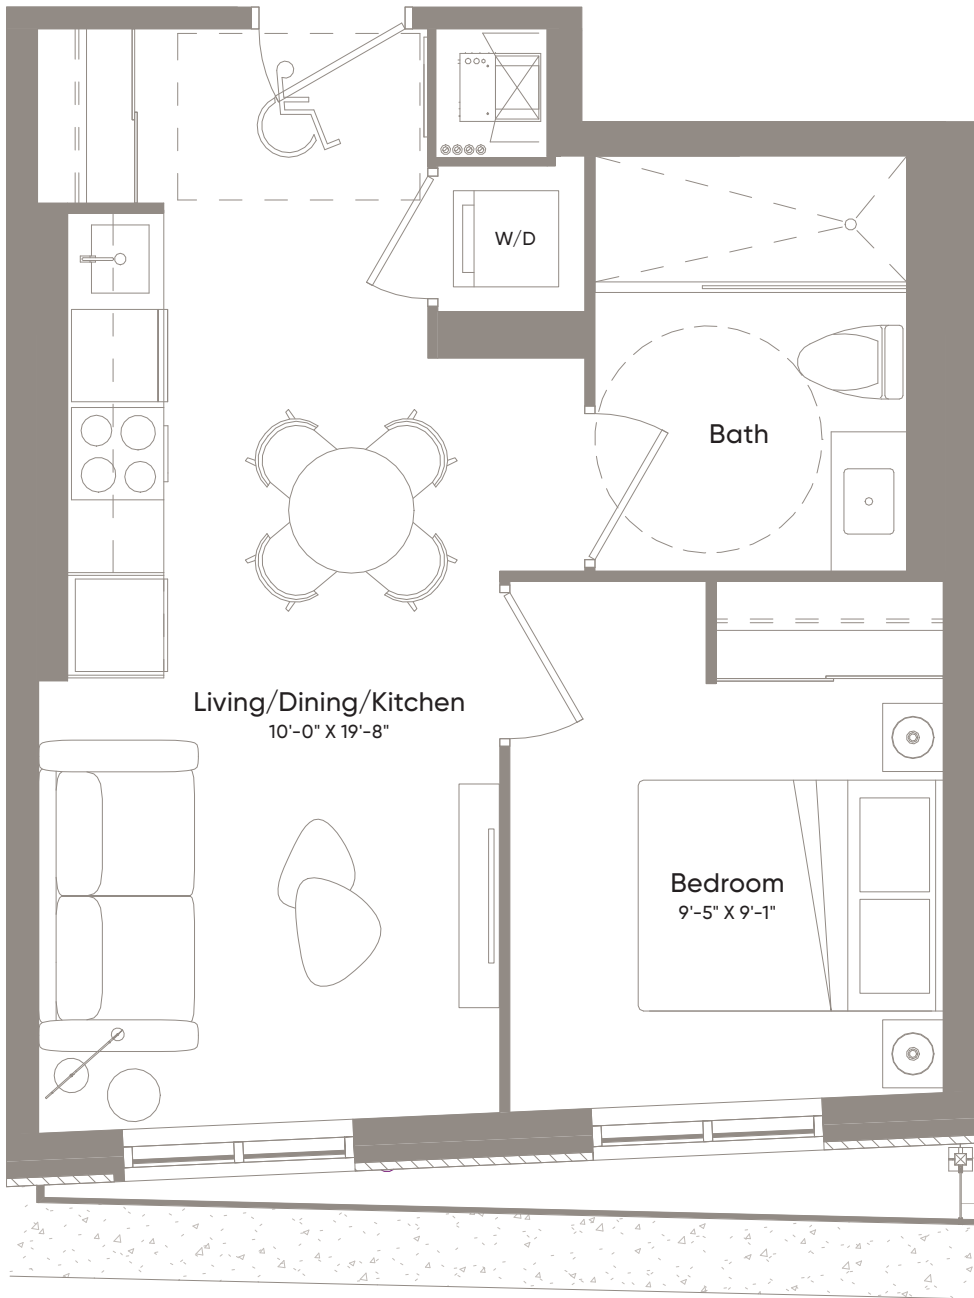 W/D
Bath
Living/Dining/Kitchen
10'-0" X 19'-8"
Bedroom
9'-5" X 9'-1"